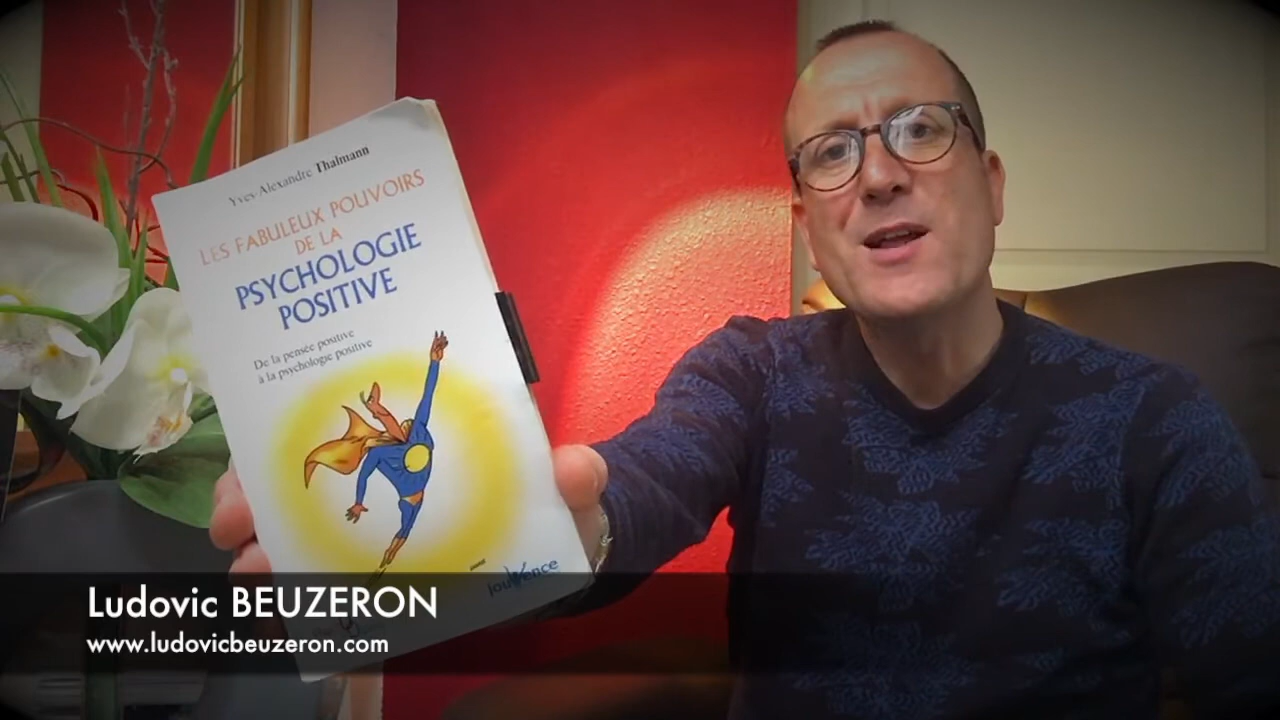 Yves-Alexandre Thalmann
LES FABULEUX POUVOIRS
DE LA
PSYCHOLOGIE
POSITIVE
De la pensée positive
à la psychologie positive
Jouvence
Ludovic BEUZERON
www.ludovicbeuzeron.com